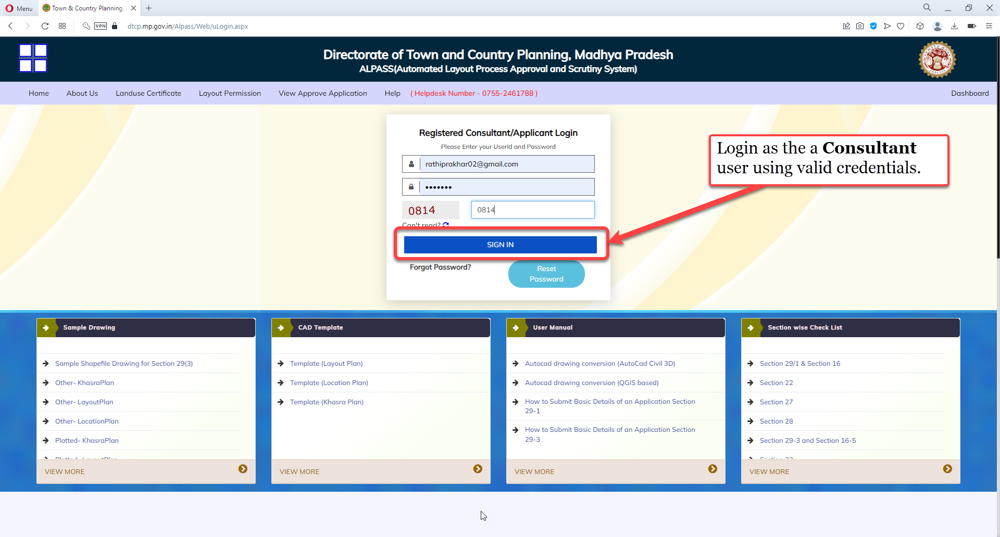 Menu
Town & Country Planning,
VPN
dtcp.mp.gov.in/Alpass/Web/uLogin.aspx
Directorate of Town and Country Planning, Madhya Pradesh
ALPASS(Automated Layout Process Approval and Scrutiny System)
Home About Us Landuse Certificate Layout Permission View Approve Application Help ( Helpdesk Number - 0755-2461788 ) Dashboard
Registered Consultant/Applicant Login
Please Enter your UserId and Password
rathiprakhar02@gmail.com
•••••••
0814 0814
Can't read?
SIGN IN
Forgot Password?
Reset
Password
Login as the a Consultant
user using valid credentials.
Sample Drawing
Sample Shapefile Drawing for Section 29(3)
Other- KhasraPlan
Other- LayoutPlan
Other- LocationPlan
Plotted- KhasraPlan
Plotted- LayoutPlan
VIEW MORE
CAD Template
Template (Layout Plan)
Template (Location Plan)
Template (Khasra Plan)
VIEW MORE
User Manual
Autocad drawing conversion (AutoCad Civil 3D)
Autocad drawing conversion (QGIS based)
How to Submit Basic Details of an Application Section
29-1
How to Submit Basic Details of an Application Section
29-3
VIEW MORE
Section wise Check List
Section 29/1 & Section 16
Section 22
Section 27
Section 28
Section 29-3 and Section 16-5
VIEW MORE